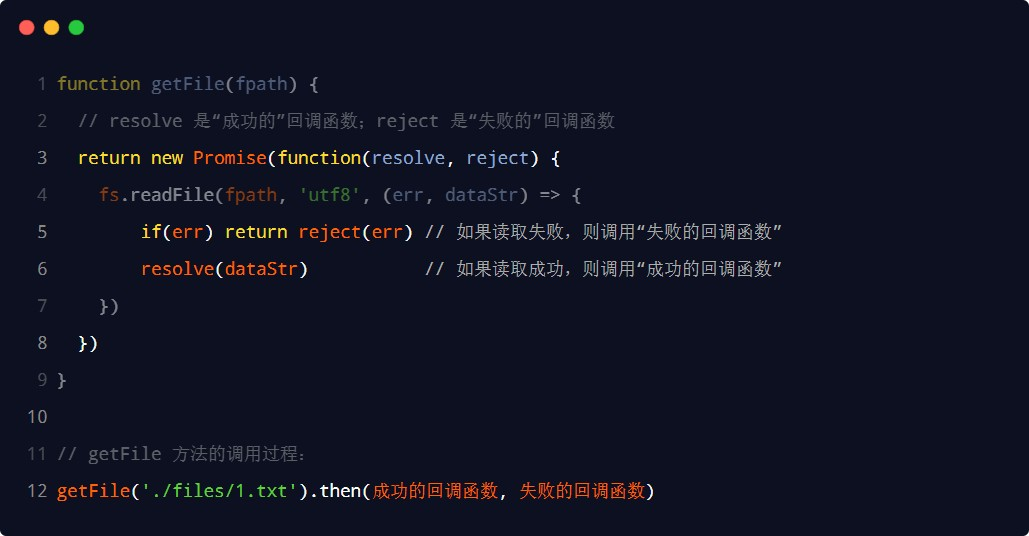 1 function getFile(fpath) {
2 // resolve 是“成功的”回调函数；reject 是“失败的”回调函数
3 return new Promise(function(resolve, reject) {
4 fs.readFile(fpath, 'utf8', (err, dataStr) => {
5 if(err) return reject(err) // 如果读取失败，则调用“失败的回调函数”
6 resolve(dataStr) // 如果读取成功，则调用“成功的回调函数”
7 })
8 })
9 }
10
11 // getFile 方法的调用过程：
12 getFile('./files/1.txt').then(成功的回调函数, 失败的回调函数)